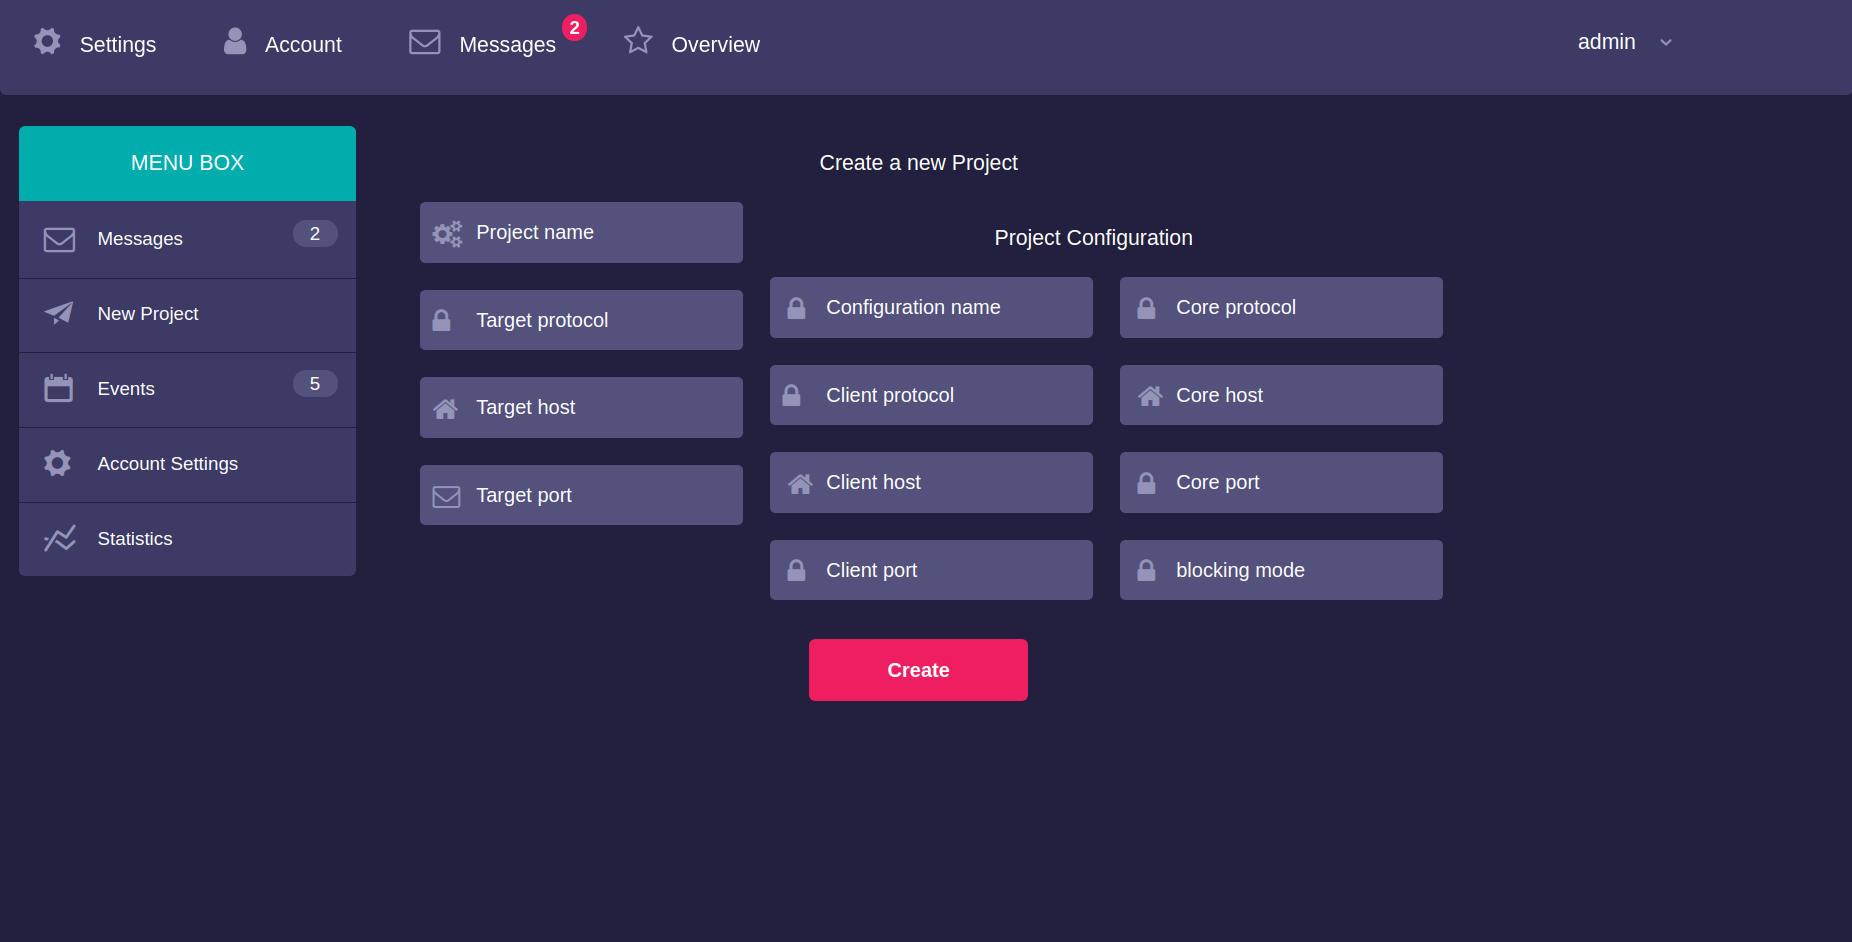 Settings
Account
Messages
2
Overview
admin
MENU BOX
Messages
2
New Project
Events
5
Account Settings
Statistics
Create a new Project
Project name
Target protocol
Target host
Target port
Project Configuration
Configuration name
Core protocol
Client protocol
Core host
Client host
Core port
Client port
blocking mode
Create